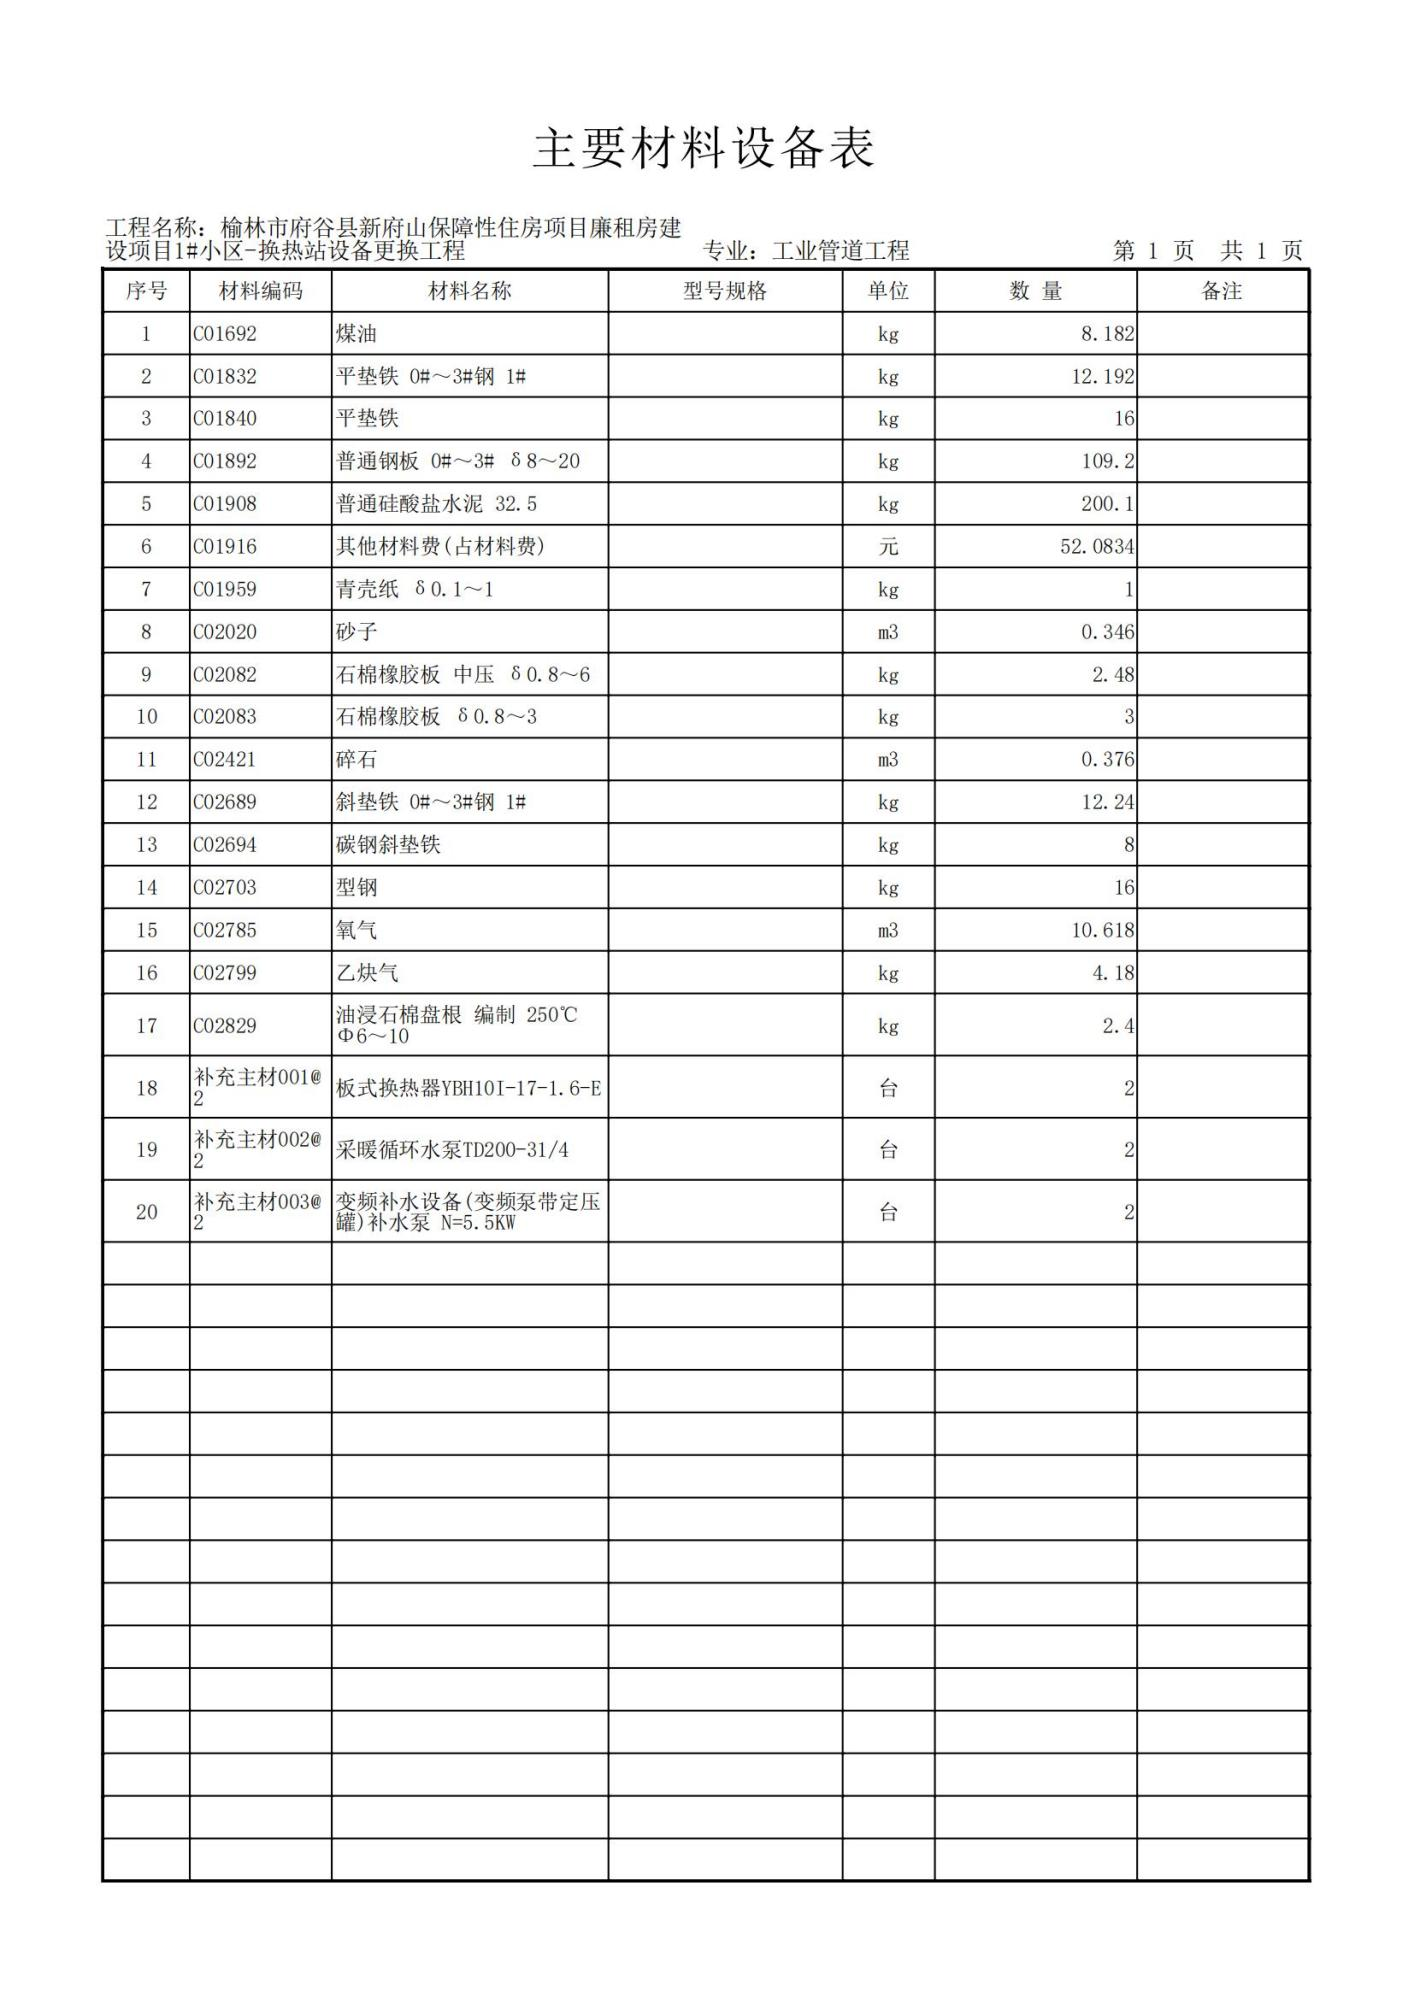 主要材料设备表
工程名称：榆林市府谷县新府山保障性住房项目廉租房建
设项目1#小区-换热站设备更换工程 专业：工业管道工程 第 1 页 共 1 页
序号 材料编码 材料名称 型号规格 单位 数 量 备注
1 C01692 煤油 kg 8.182
2 C01832 平垫铁 0#～3#钢 1# kg 12.192
3 C01840 平垫铁 kg 16
4 C01892 普通钢板 0#～3# δ8～20 kg 109.2
5 C01908 普通硅酸盐水泥 32.5 kg 200.1
6 C01916 其他材料费(占材料费) 元 52.0834
7 C01959 青壳纸 δ0.1～1 kg 1
8 C02020 砂子 m3 0.346
9 C02082 石棉橡胶板 中压 δ0.8～6 kg 2.48
10 C02083 石棉橡胶板 δ0.8～3 kg 3
11 C02421 碎石 m3 0.376
12 C02689 斜垫铁 0#～3#钢 1# kg 12.24
13 C02694 碳钢斜垫铁 kg 8
14 C02703 型钢 kg 16
15 C02785 氧气 m3 10.618
16 C02799 乙炔气 kg 4.18
17 C02829 油浸石棉盘根 编制 250℃
Φ6～10 kg 2.4
18 补充主材001@
2 板式换热器YBH10I-17-1.6-E 台 2
19 补充主材002@
2 采暖循环水泵TD200-31/4 台 2
20 补充主材003@
2 变频补水设备(变频泵带定压
罐)补水泵 N=5.5KW 台 2